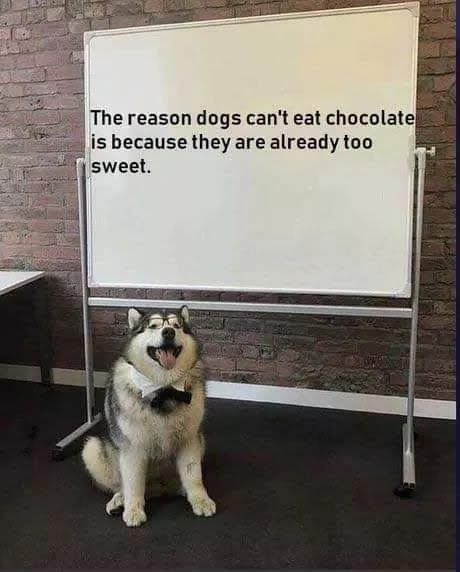 The reason dogs can't eat chocolate
is because they are already too
sweet.